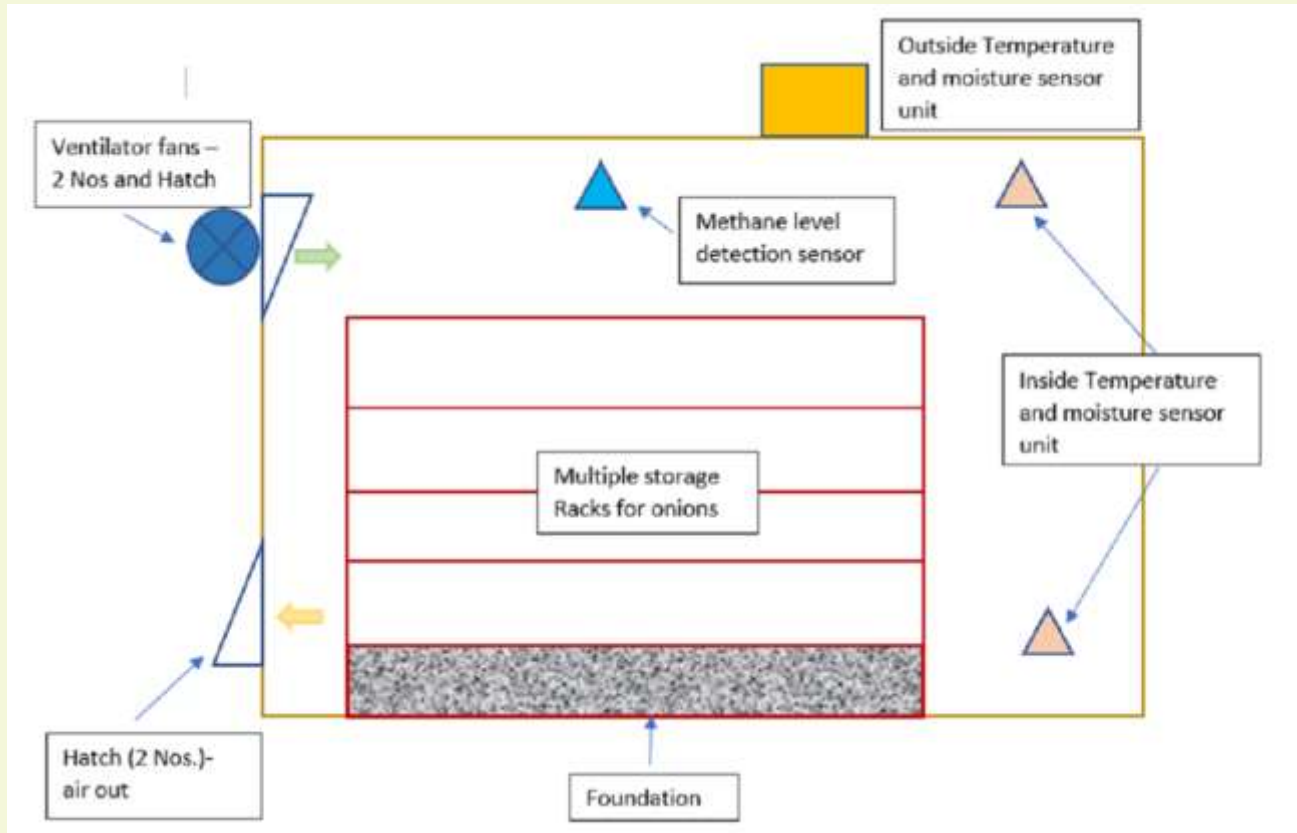 Outside Temperature
and moisture sensor
unit
Ventilator fans –
2 Nos and Hatch
Methane level
detection sensor
Inside Temperature
and moisture sensor
unit
Multiple storage
Racks for onions
Hatch (2 Nos.)-
air out
Foundation